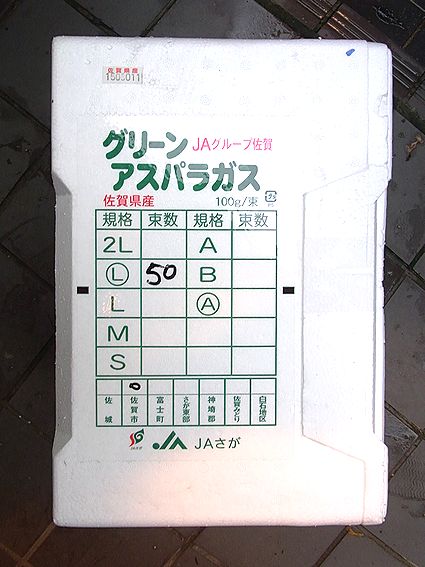 佐賀県産
1503011
グリーン JAグループ佐賀
アスパラガス
佐賀県産 100g/束
規格 束数 規格 束数
2L A
Ⓛ 50 B
L Ⓐ
M
S
佐城 佐賀市 富士町 さが東部 神埼郡 佐賀みどり 白石地区
JAさが